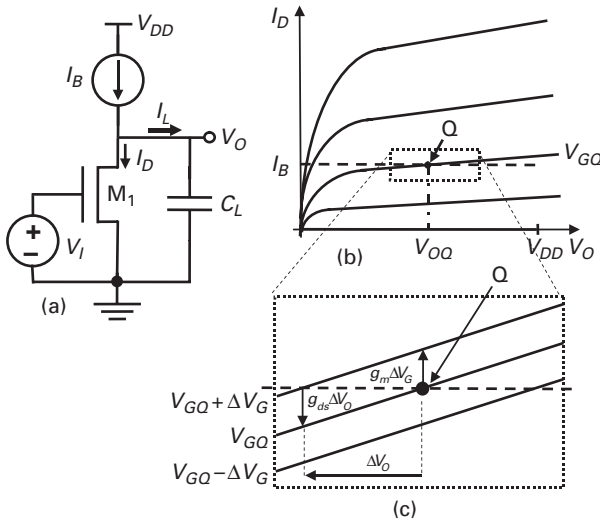 (a)
V_DD
I_B
I_L
V_O
I_D
M_1
C_L
+
−
V_I
I_D
Q
I_B
V_GQ
V_OQ
V_DD V_O
(b)
Q
g_mΔV_G
g_dsΔV_O
V_GQ+ΔV_G
V_GQ
V_GQ−ΔV_G
ΔV_O
(c)